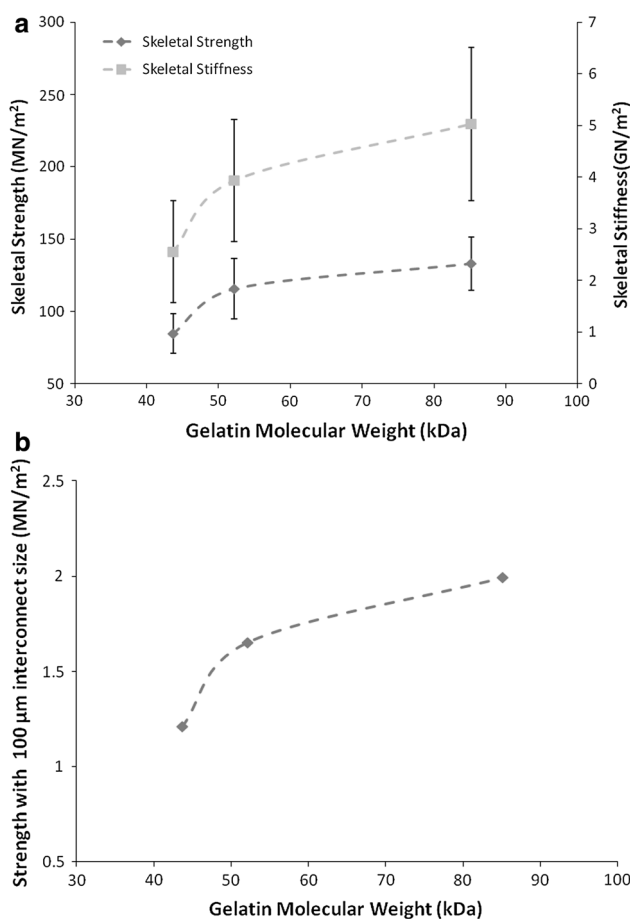 a
300
250
200
150
100
50
Skeletal Strength (MN/m²)
Skeletal Strength
Skeletal Stiffness
7
6
5
4
3
2
1
0
Skeletal Stiffness(GN/m²)
30 40 50 60 70 80 90 100
Gelatin Molecular Weight (kDa)
b
2.5
2
1.5
1
0.5
Strength with 100 µm interconnect size (MN/m²)
30 40 50 60 70 80 90 100
Gelatin Molecular Weight (kDa)